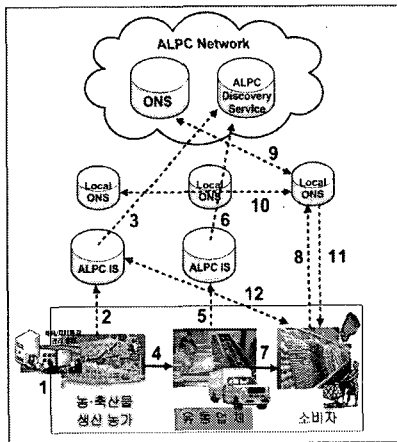 ALPC Network
ONS
ALPC
Discovery
Service
9
Local
ONS
Local
ONS
Local
ONS
3
6
10
ALPC IS
ALPC IS
8
11
12
2
5
1
4
7
농·축산물
생산 농가
유통업체
소비자